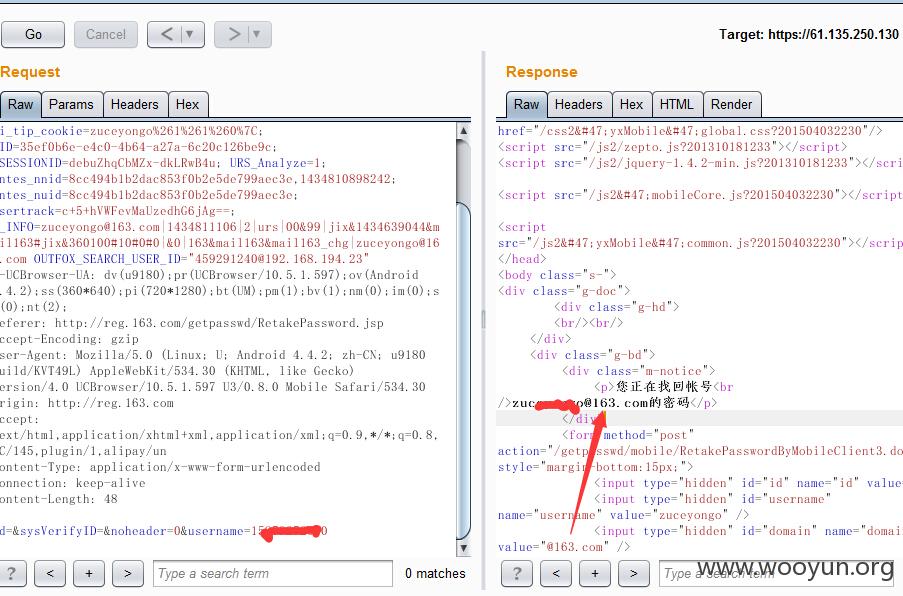 Go
Cancel
<
>
Target: https://61.135.250.130
Request
Raw
Params
Headers
Hex
i_tip_cookie=zuceyongo%261%261%260%7C;
ID=35ef0b6e-e4c0-4b64-a27a-6c20c126be9c;
SESSIONID=debuZhqCbMZx-dkLRwB4u; URS_Analyze=1;
ntes_nnid=8cc494b1b2dac853f0b2e5de799aec3e,1434810898242;
ntes_nuid=8cc494b1b2dac853f0b2e5de799aec3e;
sertrack=c+5+hVWFevMaUzedhG6jAg==;
_INFO=zuceyongo@163.com|1434811106|2|urs|00&99|jix&1434639044&m
il163#jix&360100#10#0#0|&0|163&mail163&mail163_chg|zuceyongo@16
.com OUTFOX_SEARCH_USER_ID="459291240@192.168.194.23"
-UCBrowser-UA: dv(u9180);pr(UCBrowser/10.5.1.597);ov(Android
.4.2);ss(360*640);pi(720*1280);bt(UM);pm(1);bv(1);nm(0);im(0);s
(0);nt(2);
eferer: http://reg.163.com/getpasswd/RetakePassword.jsp
ccept-Encoding: gzip
ser-Agent: Mozilla/5.0 (Linux; U; Android 4.4.2; zh-CN; u9180
uild/KVT49L) AppleWebKit/534.30 (KHTML, like Gecko)
ersion/4.0 UCBrowser/10.5.1.597 U3/0.8.0 Mobile Safari/534.30
rigin: http://reg.163.com
ccept:
ext/html,application/xhtml+xml,application/xml;q=0.9,*/*;q=0.8,
C/145,plugin/1,alipay/un
ontent-Type: application/x-www-form-urlencoded
onnection: keep-alive
ontent-Length: 48
d=&sysVerifyID=&noheader=0&username=1
?
<
+
>
Type a search term
0 matches
Response
Raw
Headers
Hex
HTML
Render
href="/css2&#47;yxMobile&#47;global.css?201504032230"/>
<script src="/js2/zepto.js?2013101812​33"></script>
<script src="/js2/jquery-1.4.2-min.js?201310181233"></scri
<script src="/js2&#47;mobileCore.js?201504032230"></script
<script
src="/js2&#47;yxMobile&#47;common.js?201504032230"></scrip
</head>
<body class="s-">
<div class="g-doc">
<div class="g-hd">
<br/><br/>
</div>
<div class="g-bd">
<div class="m-notice">
<p>您正在找回帐号<br
/>zuceyongo@163.com的密码</p>
</div
<form method="post"
action="/getpasswd/mobile/RetakePasswordByMobileClient3.do
style="margin-bottom:15px;">
<input type="hidden" id="id" name="id" value=
<input type="hidden" id="username"
name="username" value="zuceyongo" />
<input type="hidden" id="domain" name="domai
value="@163.com" />
?
<
+
>
Type a search term
www.wooyun.org